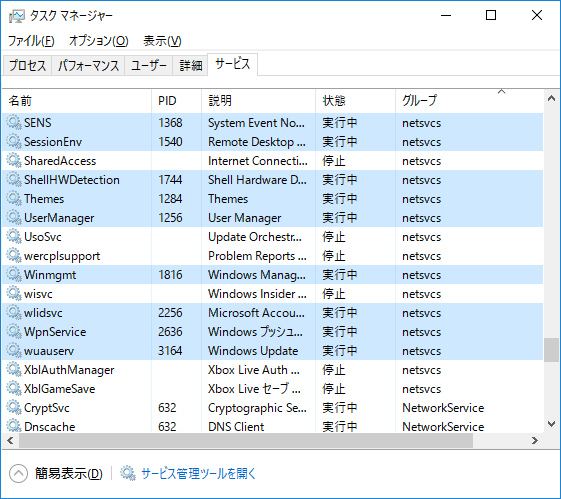 タスク マネージャー
ファイル(F) オプション(O) 表示(V)
プロセス パフォーマンス ユーザー 詳細 サービス
名前 PID 説明 状態 グループ
SENS 1368 System Event No... 実行中 netsvcs
SessionEnv 1540 Remote Desktop ... 実行中 netsvcs
SharedAccess Internet Connecti... 停止 netsvcs
ShellHWDetection 1744 Shell Hardware D... 実行中 netsvcs
Themes 1284 Themes 実行中 netsvcs
UserManager 1256 User Manager 実行中 netsvcs
UsoSvc Update Orchestr... 停止 netsvcs
wercplsupport Problem Reports ... 停止 netsvcs
Winmgmt 1816 Windows Manag... 実行中 netsvcs
wisvc Windows Insider ... 停止 netsvcs
wlidsvc 2256 Microsoft Accou... 実行中 netsvcs
WpnService 2636 Windows プッシュ... 実行中 netsvcs
wuauserv 3164 Windows Update 実行中 netsvcs
XblAuthManager Xbox Live Auth ... 停止 netsvcs
XblGameSave Xbox Live セーブ ... 停止 netsvcs
CryptSvc 632 Cryptographic Se... 実行中 NetworkService
Dnscache 632 DNS Client 実行中 NetworkService
簡易表示(D) サービス管理ツールを開く